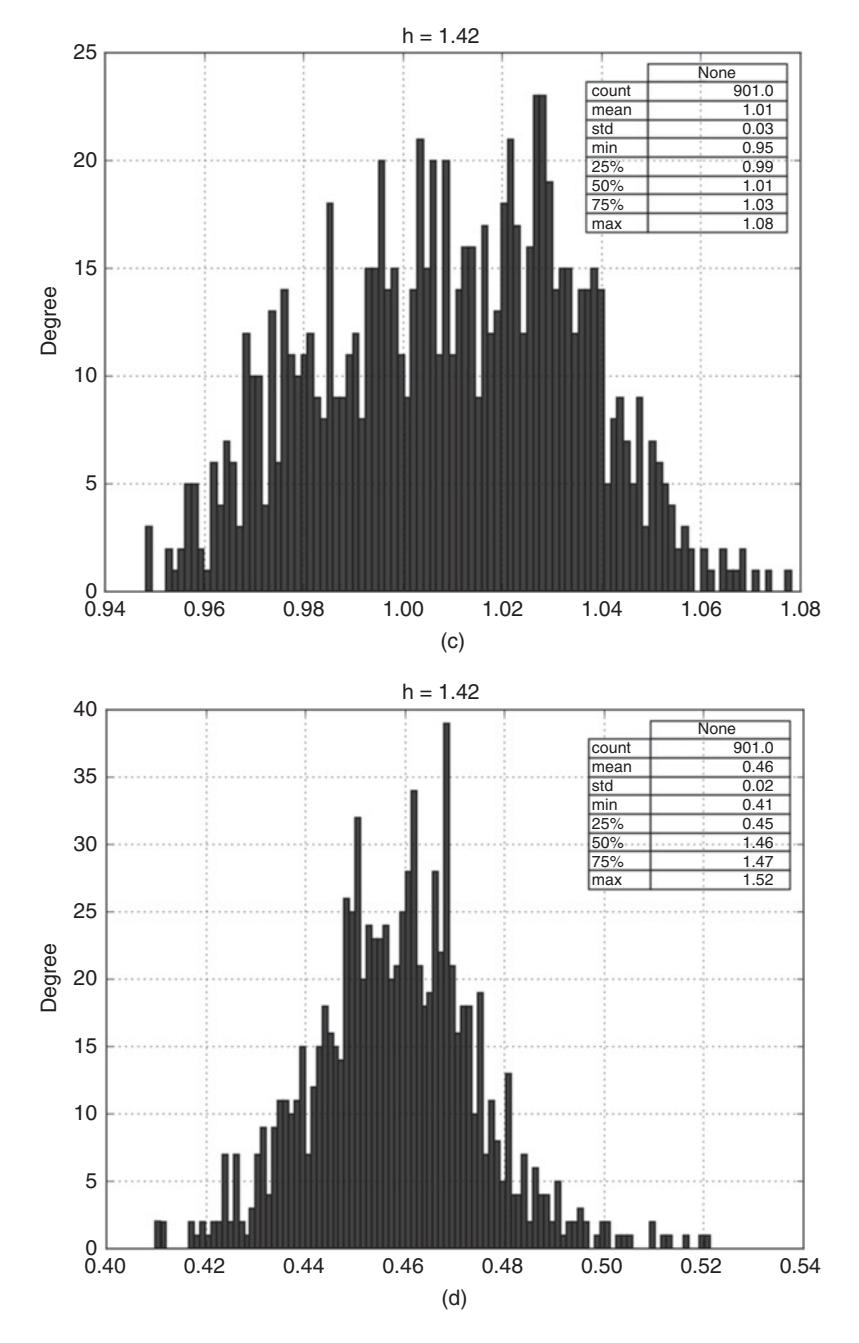 h = 1.42
25
20
15
10
5
0
Degree
None
count 901.0
mean 1.01
std 0.03
min 0.95
25% 0.99
50% 1.01
75% 1.03
max 1.08
0.94 0.96 0.98 1.00 1.02 1.04 1.06 1.08
(c)
h = 1.42
40
35
30
25
20
15
10
5
0
Degree
None
count 901.0
mean 0.46
std 0.02
min 0.41
25% 0.45
50% 1.46
75% 1.47
max 1.52
0.40 0.42 0.44 0.46 0.48 0.50 0.52 0.54
(d)